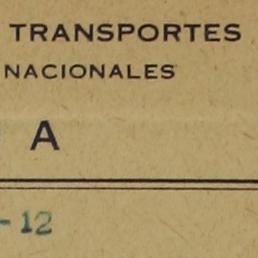 TRANSPORTES
NACIONALES
A
-12